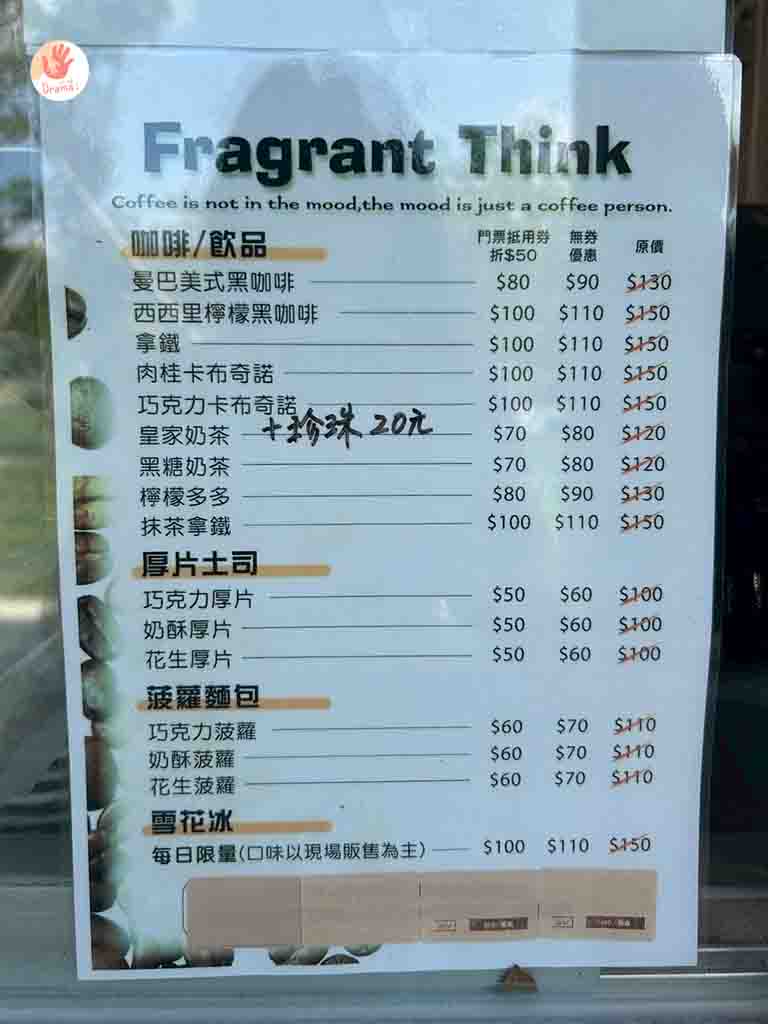 Drama!
Fragrant Think
Coffee is not in the mood,the mood is just a coffee person.
咖啡/飲品 門票抵用券折$50 無券優惠 原價
曼巴美式黑咖啡 $80 $90 $130
西西里檸檬黑咖啡 $100 $110 $150
拿鐵 $100 $110 $150
肉桂卡布奇諾 $100 $110 $150
巧克力卡布奇諾 $100 $110 $150
皇家奶茶 +珍珠20元 $70 $80 $120
黑糖奶茶 $70 $80 $120
檸檬多多 $80 $90 $130
抹茶拿鐵 $100 $110 $150
厚片土司
巧克力厚片 $50 $60 $100
奶酥厚片 $50 $60 $100
花生厚片 $50 $60 $100
菠蘿麵包
巧克力菠蘿 $60 $70 $110
奶酥菠蘿 $60 $70 $110
花生菠蘿 $60 $70 $110
雪花冰
每日限量(口味以現場販售為主) $100 $110 $150